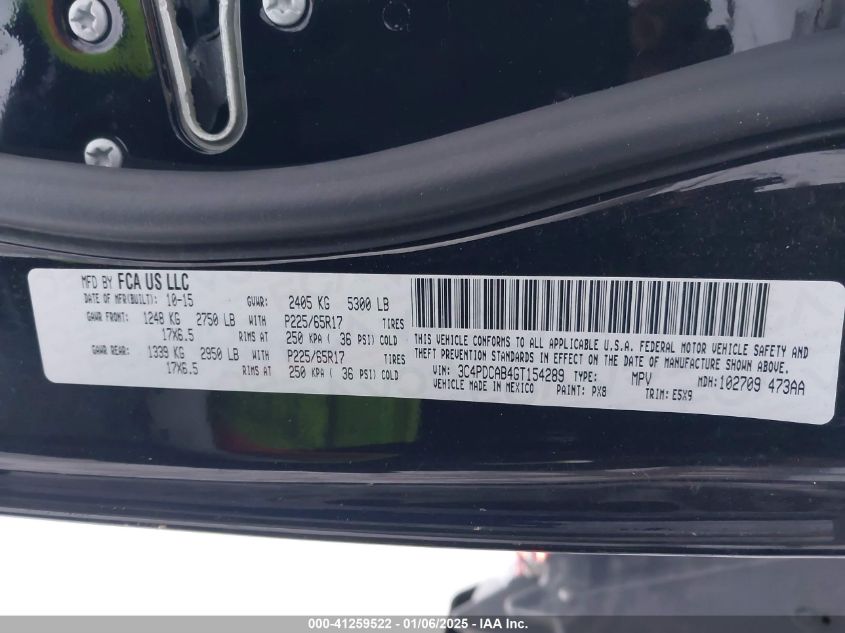 MFD BY FCA US LLC
DATE OF MFR(BUILT): 10-15 GVWR: 2405 KG 5300 LB
GAWR FRONT: 1248 KG 2750 LB WITH P225/65R17 TIRES
17X6.5 RIMS AT 250 KPA ( 36 PSI) COLD
GAWR REAR: 1339 KG 2950 LB WITH P225/65R17 TIRES
17X6.5 RIMS AT 250 KPA ( 36 PSI) COLD
THIS VEHICLE CONFORMS TO ALL APPLICABLE U.S.A. FEDERAL MOTOR VEHICLE SAFETY AND
THEFT PREVENTION STANDARDS IN EFFECT ON THE DATE OF MANUFACTURE SHOWN ABOVE.
VIN: 3C4PDCAB4GT154289 TYPE: MPV MDH: 102709 473AA
VEHICLE MADE IN MEXICO PAINT: PX8 TRIM: E5X9
000-41259522 - 01/06/2025 - IAA Inc.